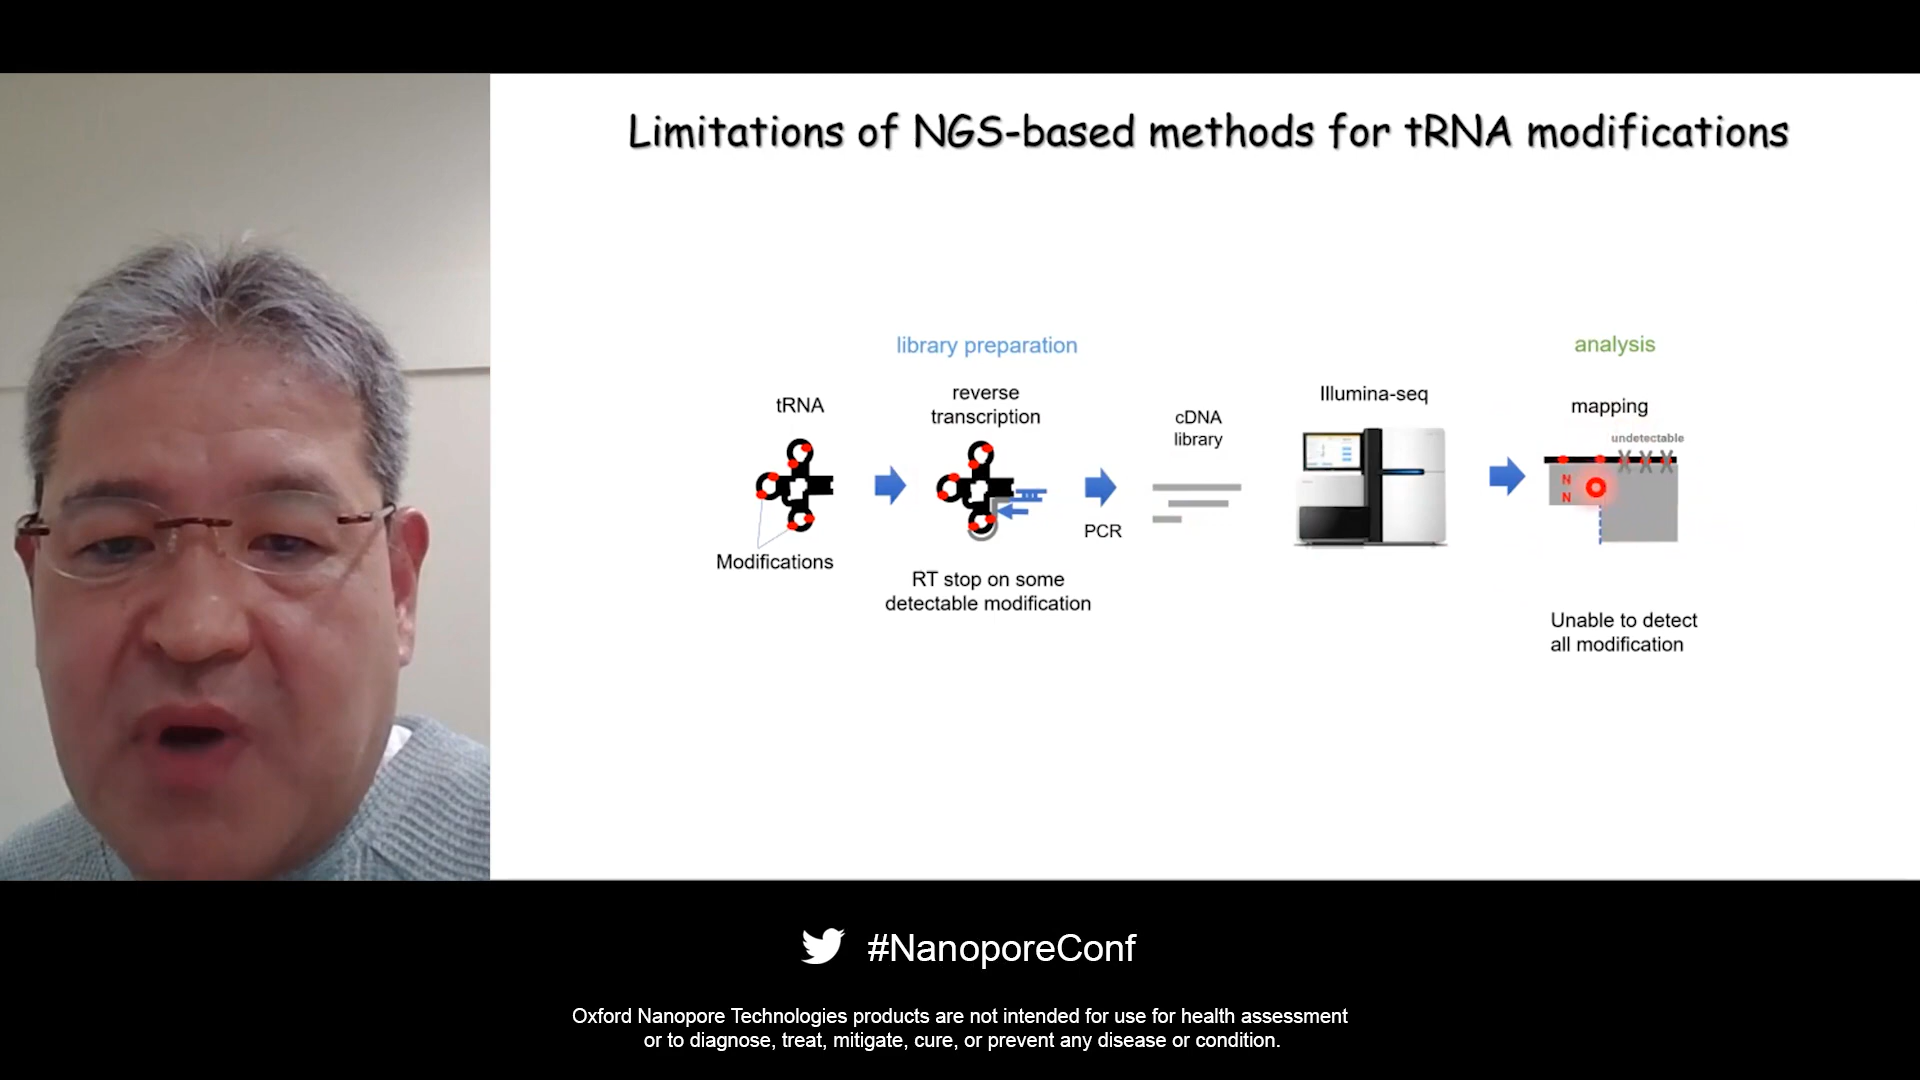 Limitations of NGS-based methods for tRNA modifications
library preparation
analysis
tRNA
reverse
transcription
cDNA
library
Illumina-seq
mapping
undetectable
N
N
PCR
Modifications
RT stop on some
detectable modification
Unable to detect
all modification
#NanoporeConf
Oxford Nanopore Technologies products are not intended for use for health assessment
or to diagnose, treat, mitigate, cure, or prevent any disease or condition.